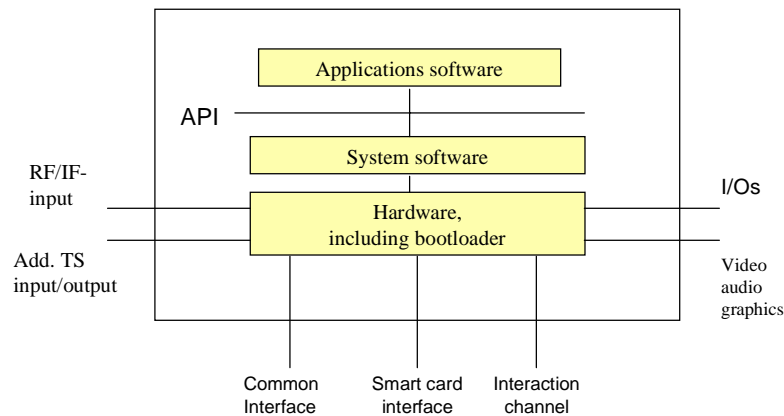 Applications software
API
System software
RF/IF-
input
Hardware,
including bootloader
I/Os
Add. TS
input/output
Video
audio
graphics
Common
Interface
Smart card
interface
Interaction
channel